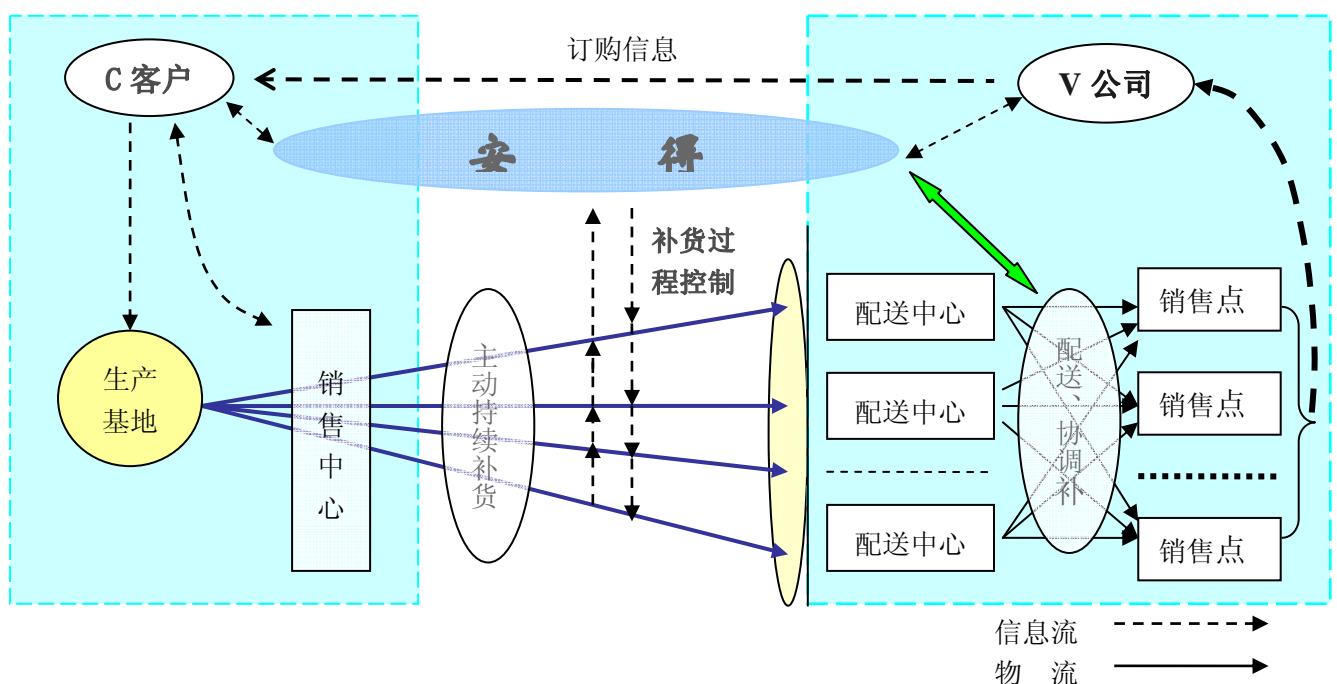 订购信息
C 客户
V 公司
安 得
补货过
程控制
生产
基地
销售中心
主动持续补货
配送中心
配送中心
配送中心
配送、协调补
销售点
销售点
销售点
信息流
物 流